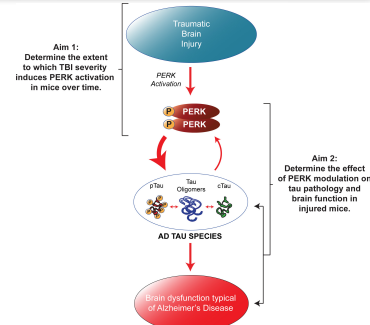 Traumatic
Brain
Injury
Aim 1:
Determine the extent
to which TBI severity
induces PERK activation
in mice over time.
PERK
Activation
P PERK
P PERK
Aim 2:
Determine the effect
of PERK modulation on
tau pathology and
brain function in
injured mice.
pTau
Tau
Oligomers
cTau
AD TAU SPECIES
Brain dysfunction typical
of Alzheimer's Disease